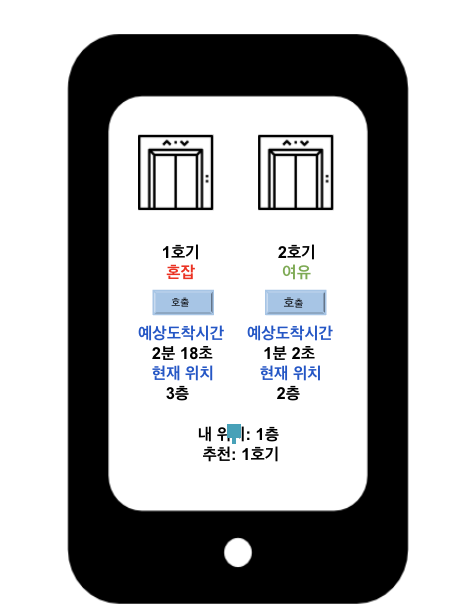 1호기 2호기
혼잡 여유
호출 호출
예상도착시간 예상도착시간
2분 18초 1분 2초
현재 위치 현재 위치
3층 2층
내 : 1층
추천: 1호기